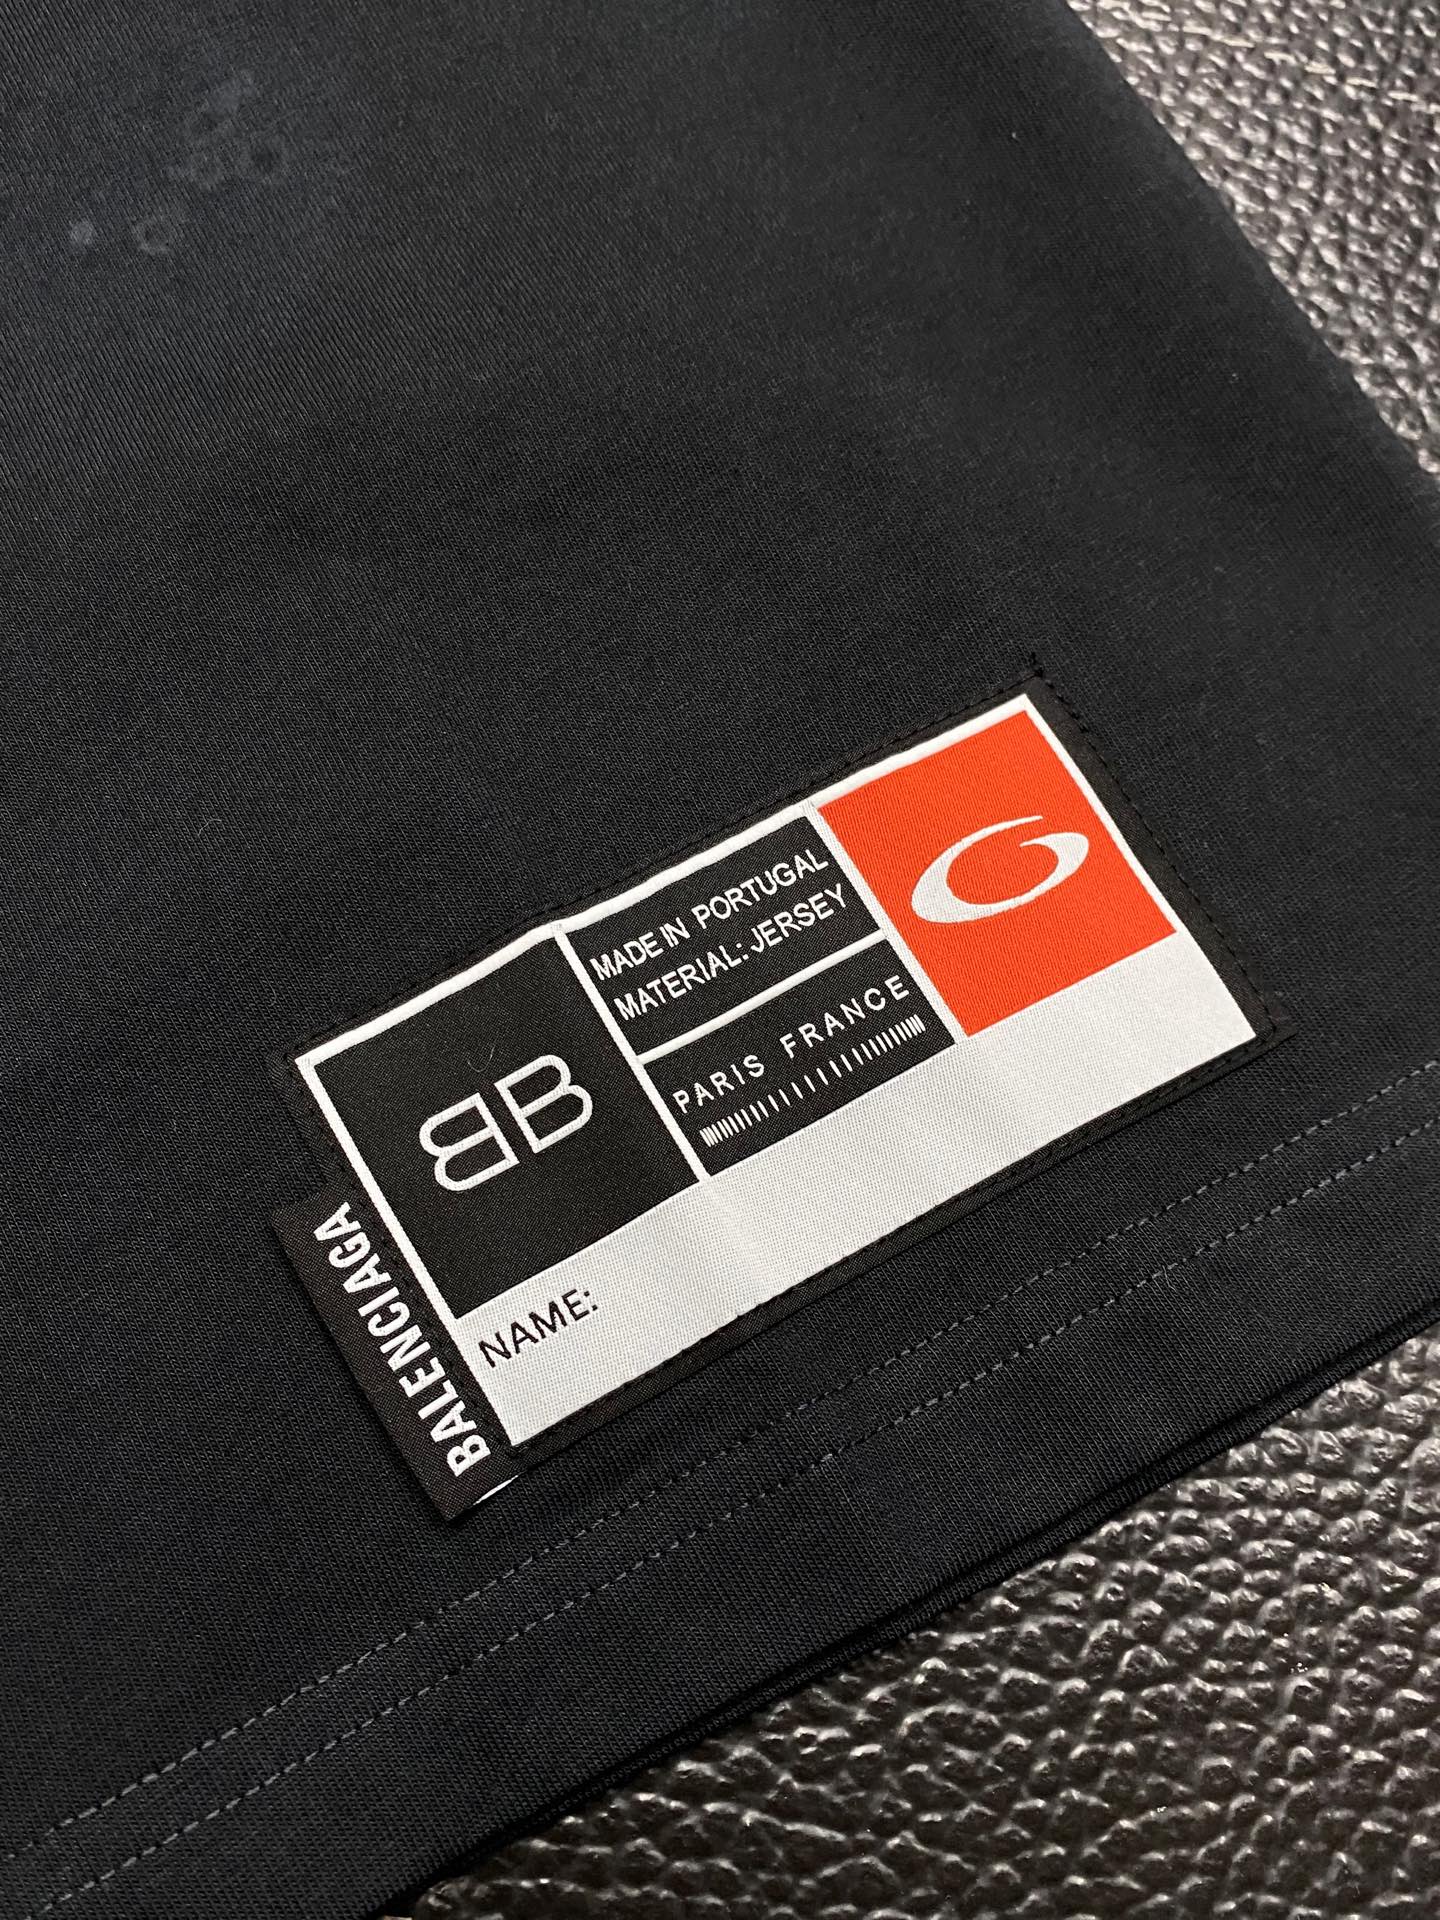 BB
MADE IN PORTUGAL
MATERIAL: JERSEY
PARIS FRANCE
NAME:
BALENCIAGA